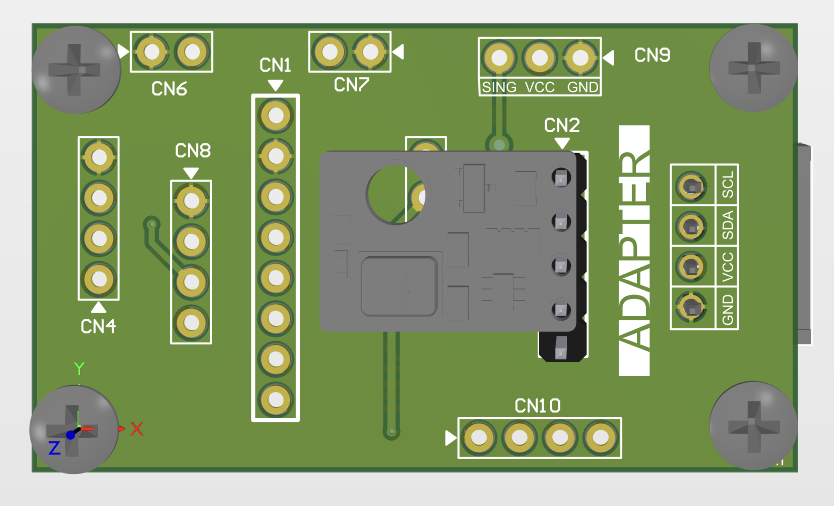 CN6
CN7
CN1
CN9
SING VCC GND
CN2
CN8
CN4
ADAPTER
SCL
SDA
VCC
GND
CN10
Y
X
Z